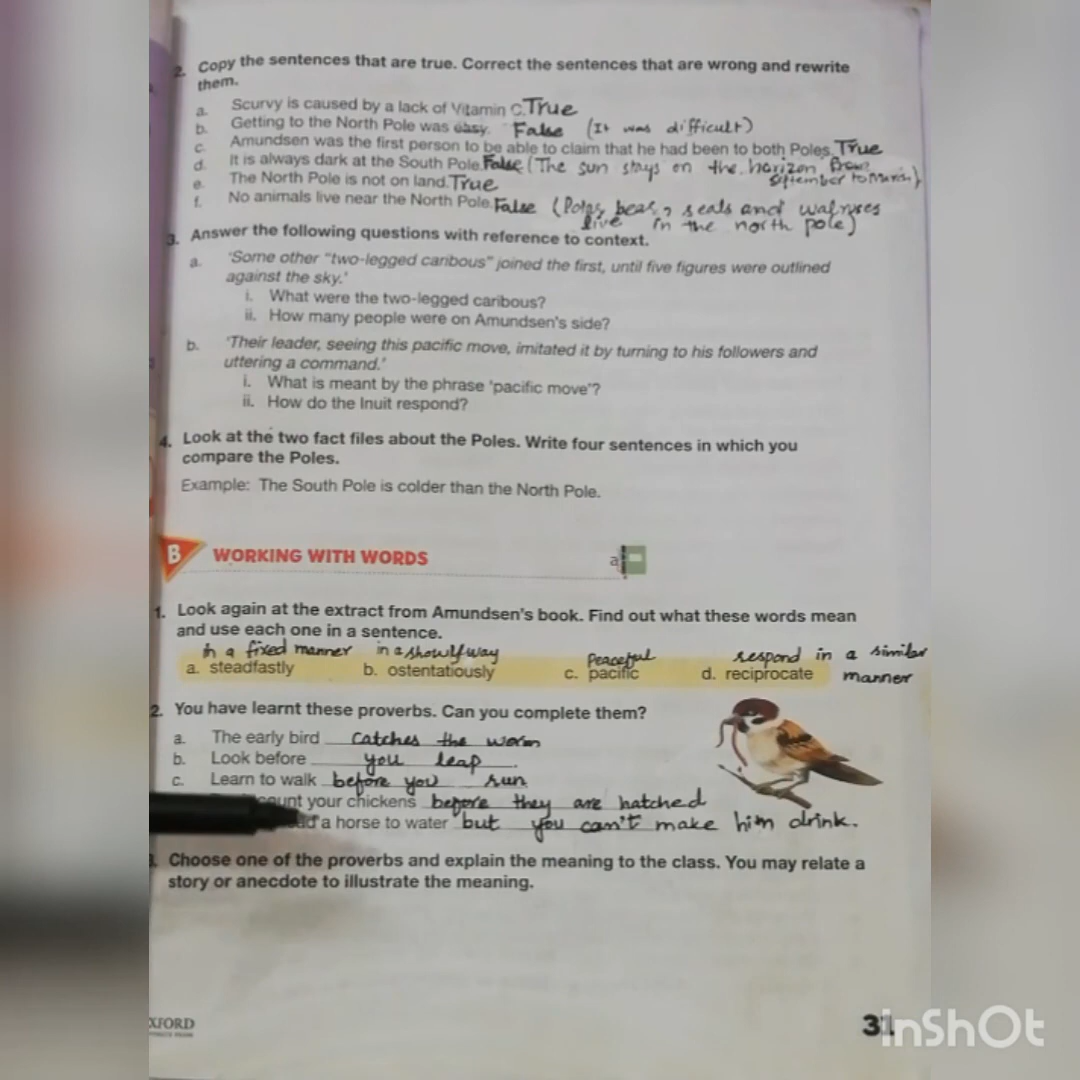 2. Copy the sentences that are true. Correct the sentences that are wrong and rewrite
them.
a. Scurvy is caused by a lack of Vitamin C. True
b. Getting to the North Pole was easy. False (It was difficult)
c. Amundsen was the first person to be able to claim that he had been to both Poles. True
d. It is always dark at the South Pole. False (The sun stays on the horizon from
September to March)
e. The North Pole is not on land. True
f. No animals live near the North Pole. False (Polar bear, seals and walruses
live in the north pole)
3. Answer the following questions with reference to context.
a. 'Some other "two-legged caribous" joined the first, until five figures were outlined
against the sky.'
i. What were the two-legged caribous?
ii. How many people were on Amundsen's side?
b. 'Their leader, seeing this pacific move, imitated it by turning to his followers and
uttering a command.'
i. What is meant by the phrase 'pacific move'?
ii. How do the Inuit respond?
4. Look at the two fact files about the Poles. Write four sentences in which you
compare the Poles.
Example: The South Pole is colder than the North Pole.
B WORKING WITH WORDS
1. Look again at the extract from Amundsen's book. Find out what these words mean
and use each one in a sentence.
in a fixed manner in a showlf way Peaceful respond in a similar
a. steadfastly b. ostentatiously c. pacific d. reciprocate manner
2. You have learnt these proverbs. Can you complete them?
a. The early bird catches the worm
b. Look before you leap.
c. Learn to walk before you run
count your chickens before they are hatched
a horse to water but you can't make him drink.
Choose one of the proverbs and explain the meaning to the class. You may relate a
story or anecdote to illustrate the meaning.
XFORD
31
InShOt